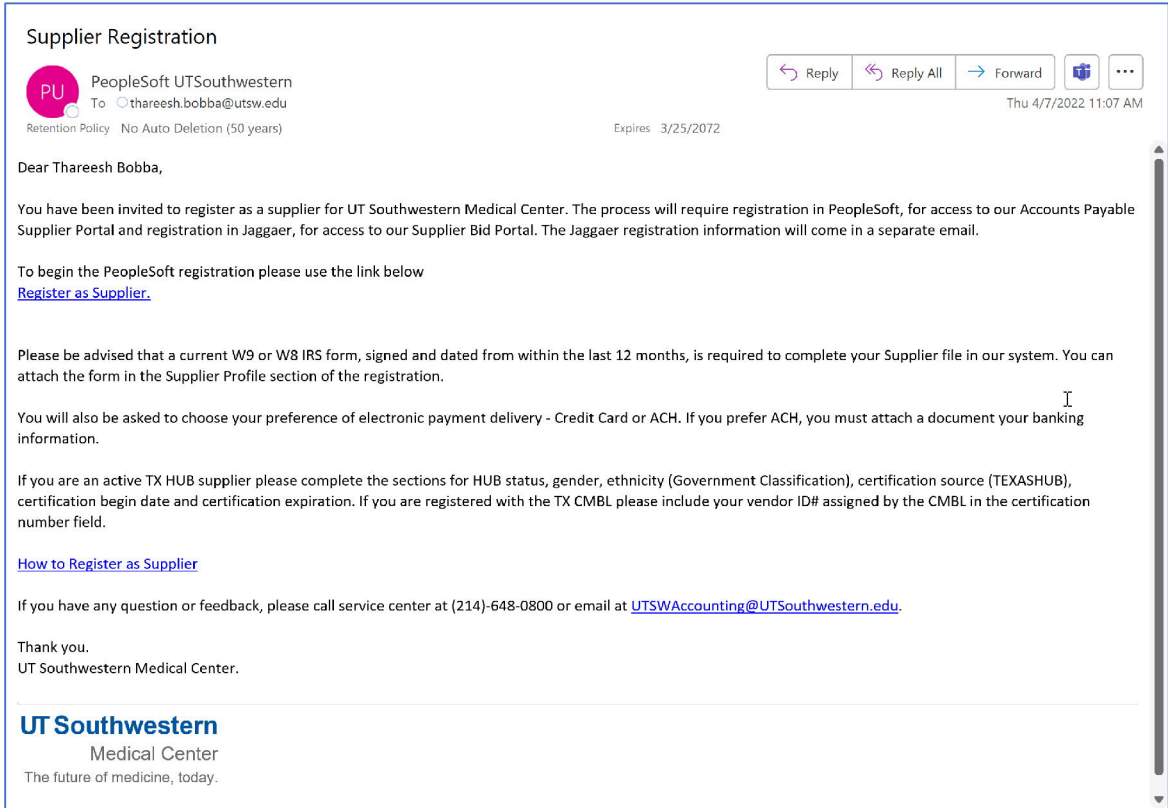 Supplier Registration
PU
PeopleSoft UTSouthwestern
To thareesh.bobba@utsw.edu
Reply
Reply All
Forward
Thu 4/7/2022 11:07 AM
Retention Policy No Auto Deletion (50 years)
Expires 3/25/2072
Dear Thareesh Bobba,
You have been invited to register as a supplier for UT Southwestern Medical Center. The process will require registration in PeopleSoft, for access to our Accounts Payable
Supplier Portal and registration in Jaggaer, for access to our Supplier Bid Portal. The Jaggaer registration information will come in a separate email.
To begin the PeopleSoft registration please use the link below
Register as Supplier.
Please be advised that a current W9 or W8 IRS form, signed and dated from within the last 12 months, is required to complete your Supplier file in our system. You can
attach the form in the Supplier Profile section of the registration.
You will also be asked to choose your preference of electronic payment delivery - Credit Card or ACH. If you prefer ACH, you must attach a document your banking
information.
If you are an active TX HUB supplier please complete the sections for HUB status, gender, ethnicity (Government Classification), certification source (TEXASHUB),
certification begin date and certification expiration. If you are registered with the TX CMBL please include your vendor ID# assigned by the CMBL in the certification
number field.
How to Register as Supplier
If you have any question or feedback, please call service center at (214)-648-0800 or email at UTSWAccounting@UTSouthwestern.edu.
Thank you.
UT Southwestern Medical Center.
UT Southwestern
Medical Center
The future of medicine, today.